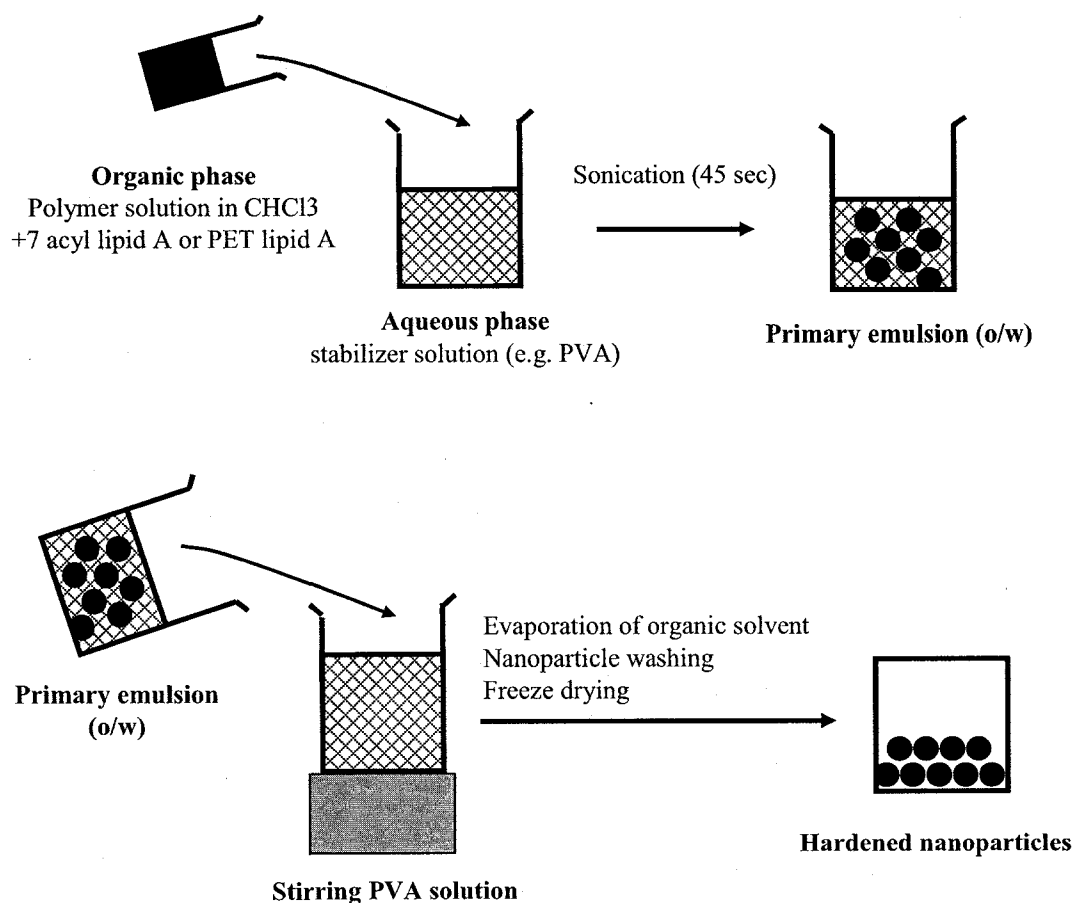 Organic phase
Polymer solution in CHCl3
+7 acyl lipid A or PET lipid A
Sonication (45 sec)
Aqueous phase
stabilizer solution (e.g. PVA)
Primary emulsion (o/w)
Primary emulsion
(o/w)
Evaporation of organic solvent
Nanoparticle washing
Freeze drying
Stirring PVA solution
Hardened nanoparticles